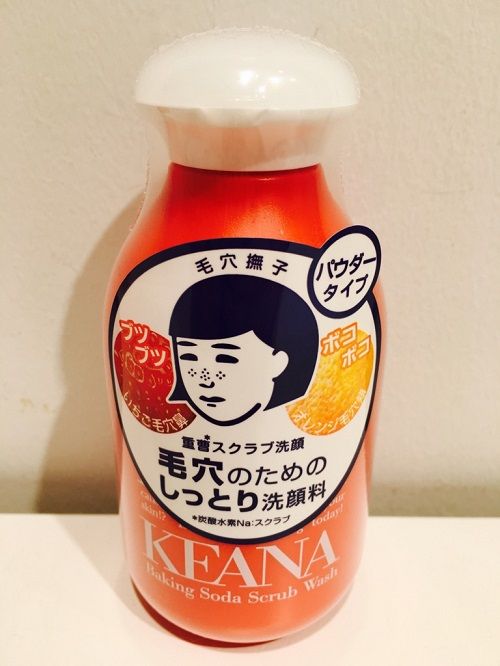 毛穴撫子
パウダー
タイプ
ブツ
ブツ
いちご毛穴鼻
ボコ
ボコ
オレンジ毛穴頬
重曹*スクラブ洗顔
毛穴のための
しっとり洗顔料
*炭酸水素Na:スクラブ
skin!?
today!
KEANA
Baking Soda Scrub Wash